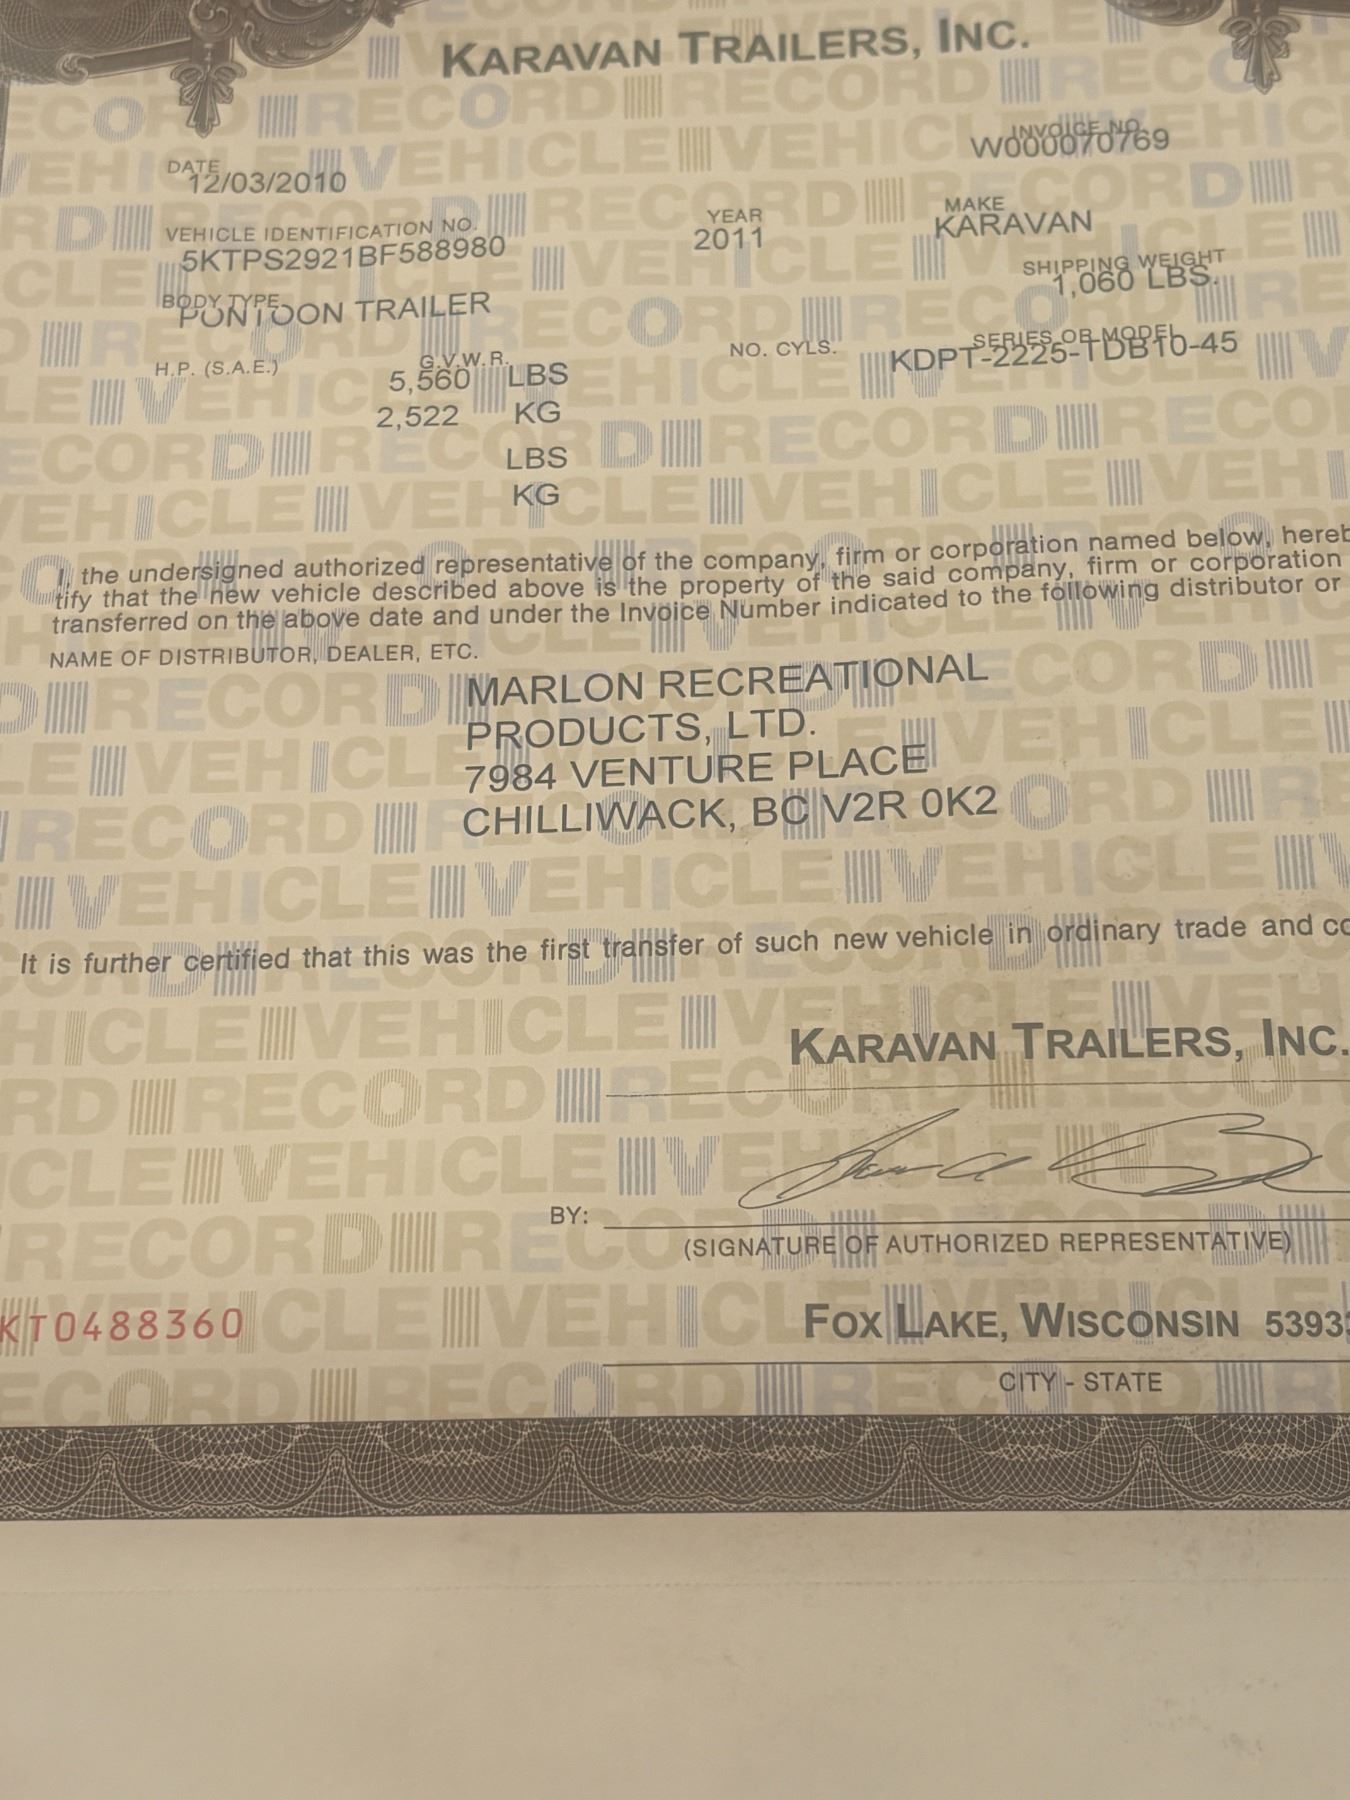 KARAVAN TRAILERS, INC.
INVOICE NO.
W000070769
DATE
12/03/2010
VEHICLE IDENTIFICATION NO.
5KTPS2921BF588980
YEAR
2011
MAKE
KARAVAN
SHIPPING WEIGHT
1,060 LBS.
BODY TYPE
PONTOON TRAILER
H.P. (S.A.E.)
G.V.W.R.
5,560 LBS
2,522 KG
LBS
KG
NO. CYLS.
SERIES OR MODEL
KDPT-2225-TDB10-45
I, the undersigned authorized representative of the company, firm or corporation named below, hereb
tify that the new vehicle described above is the property of the said company, firm or corporation
transferred on the above date and under the Invoice Number indicated to the following distributor or
NAME OF DISTRIBUTOR, DEALER, ETC.
MARLON RECREATIONAL
PRODUCTS, LTD.
7984 VENTURE PLACE
CHILLIWACK, BC V2R 0K2
It is further certified that this was the first transfer of such new vehicle in ordinary trade and co
KARAVAN TRAILERS, INC.
BY:
(SIGNATURE OF AUTHORIZED REPRESENTATIVE)
KT0488360
FOX LAKE, WISCONSIN 5393
CITY - STATE